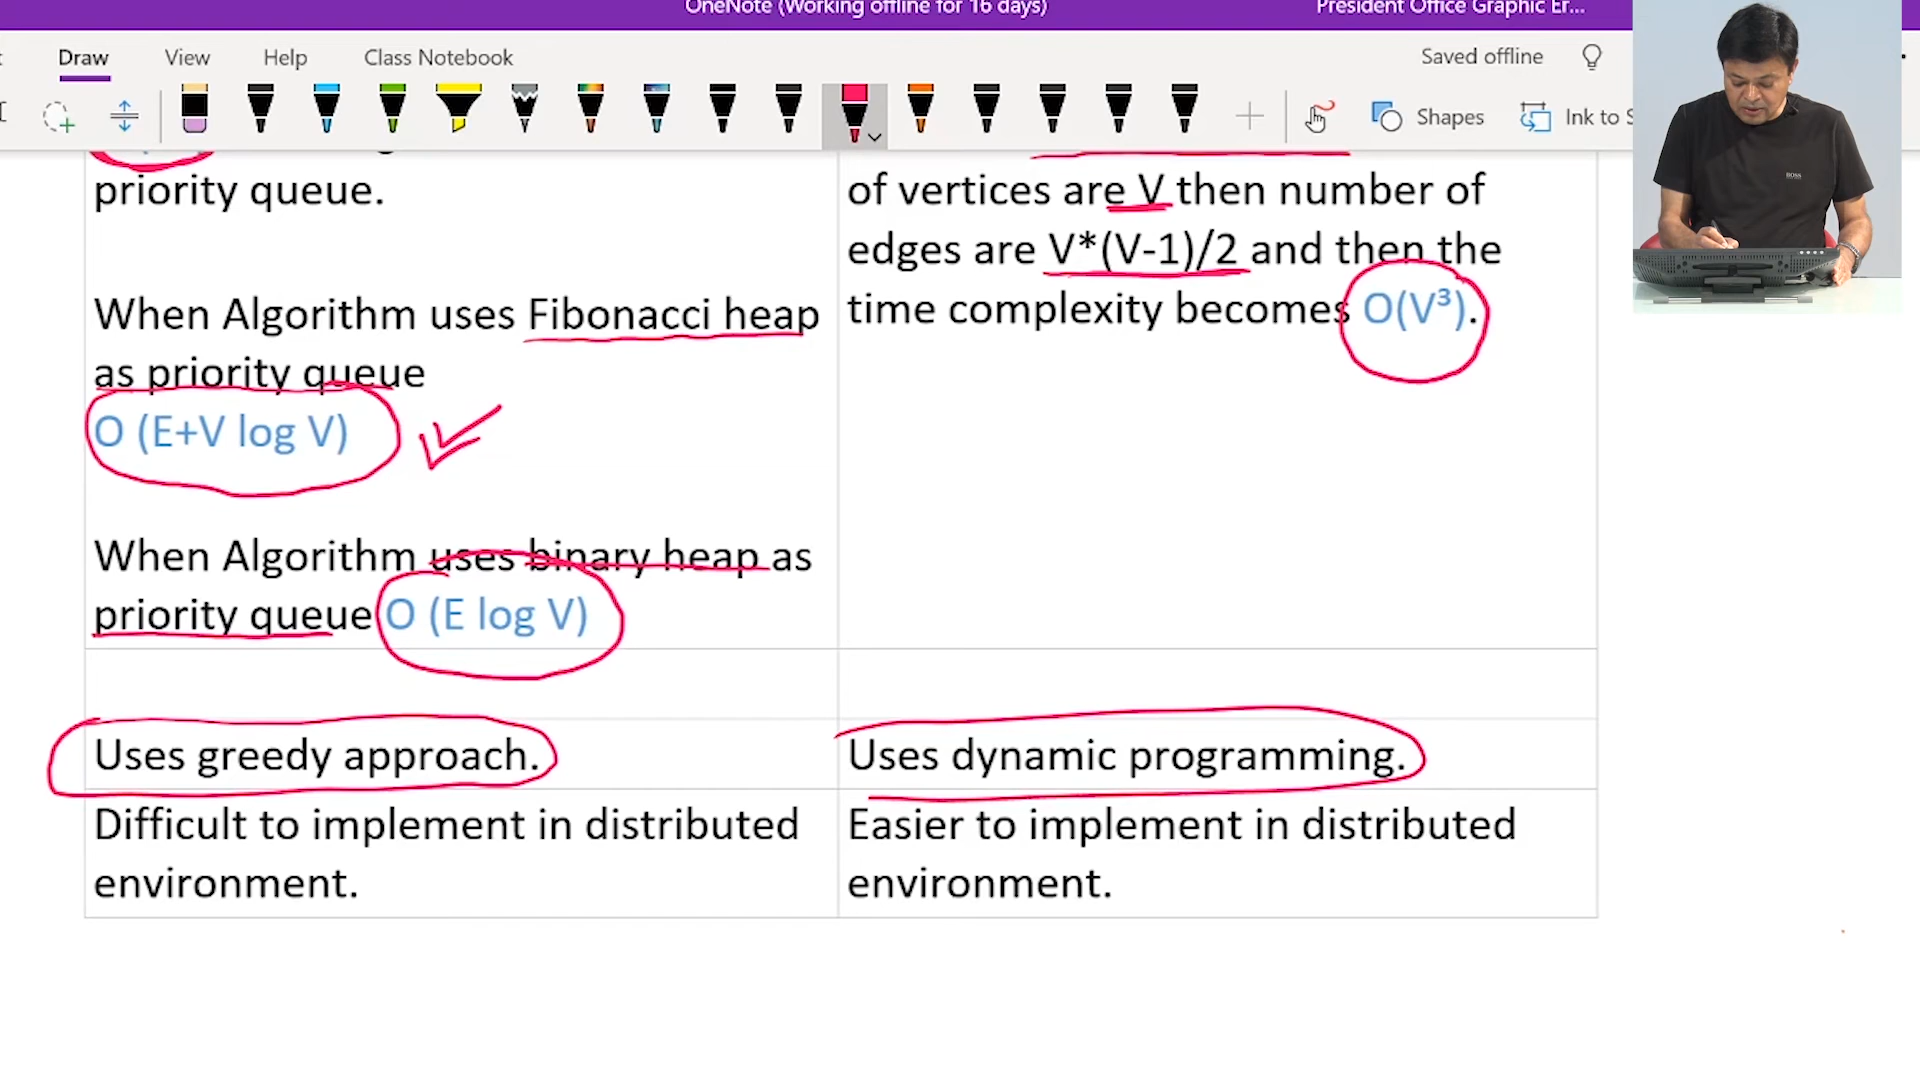 OneNote (Working offline for 16 days)
President Office Graphic Er...
Draw
View
Help
Class Notebook
Saved offline
Shapes
Ink to S
priority queue.
When Algorithm uses Fibonacci heap
as priority queue
O (E+V log V)
When Algorithm uses binary heap as
priority queue O (E log V)
of vertices are V then number of
edges are V*(V-1)/2 and then the
time complexity becomes O(V³).
Uses greedy approach.
Uses dynamic programming.
Difficult to implement in distributed
environment.
Easier to implement in distributed
environment.
BOSS